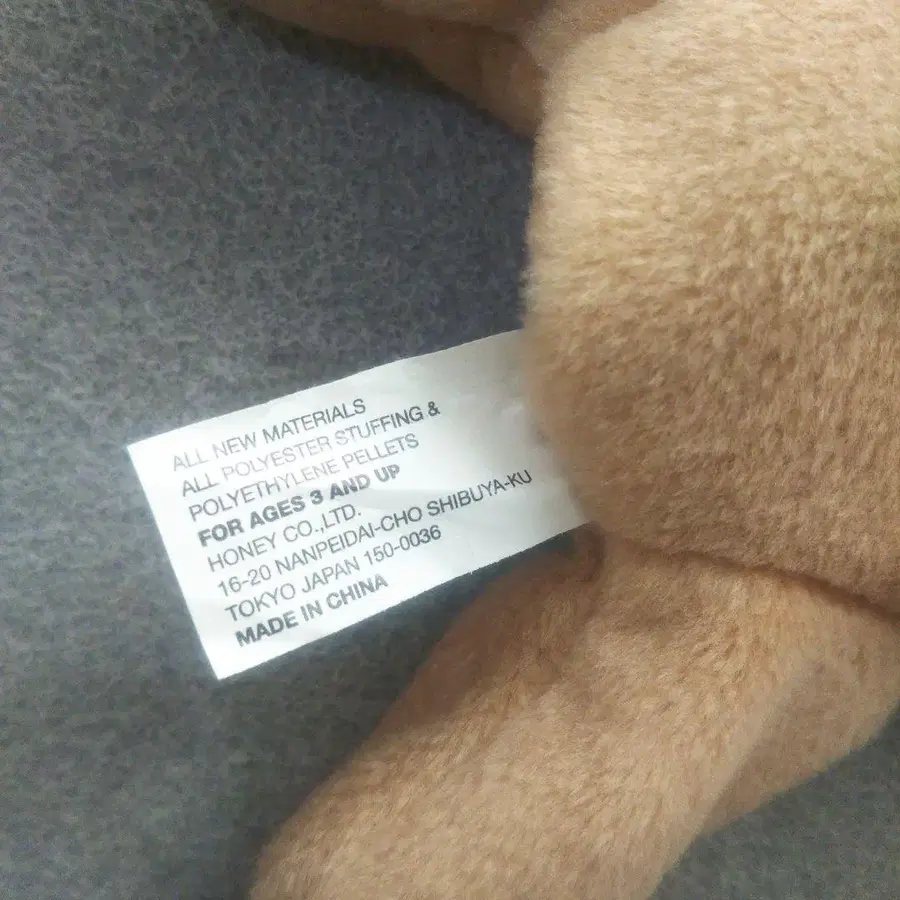 ALL NEW MATERIALS
ALL POLYESTER STUFFING &
POLYETHYLENE PELLETS
FOR AGES 3 AND UP
HONEY CO.,LTD.
16-20 NANPEIDAI-CHO SHIBUYA-KU
TOKYO JAPAN 150-0036
MADE IN CHINA